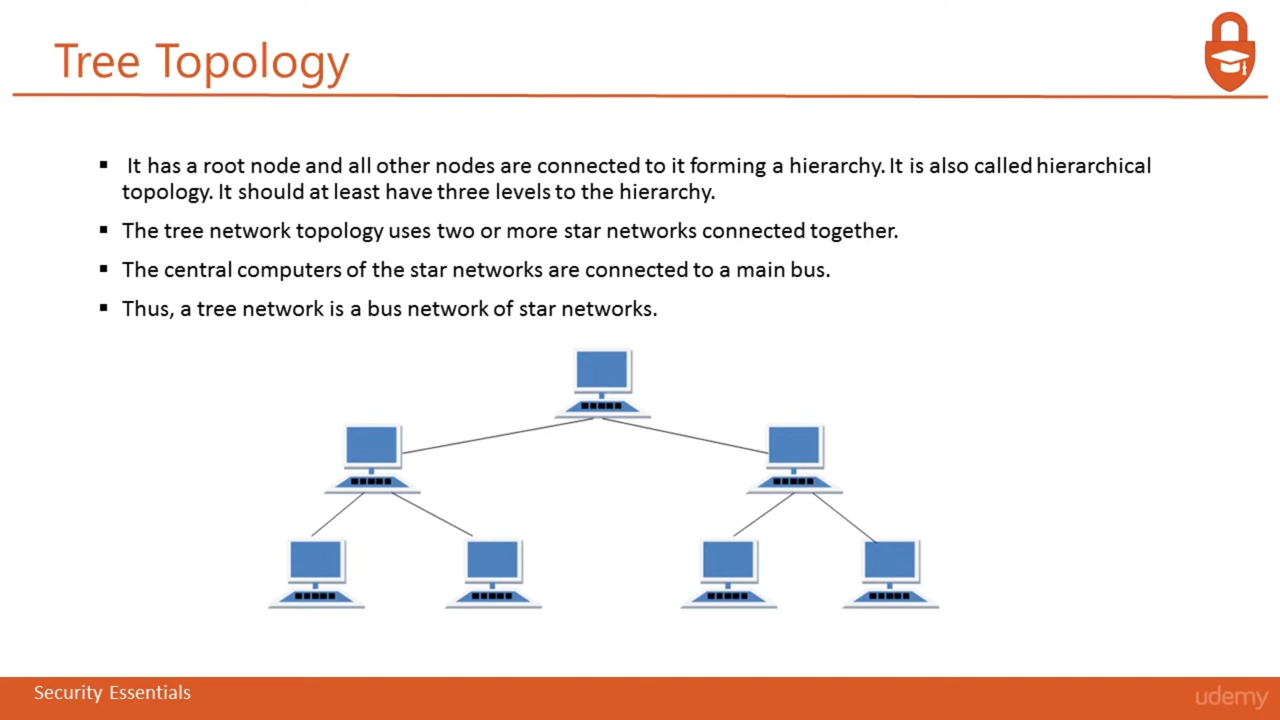 Tree Topology
▪ It has a root node and all other nodes are connected to it forming a hierarchy. It is also called hierarchical
topology. It should at least have three levels to the hierarchy.
▪ The tree network topology uses two or more star networks connected together.
▪ The central computers of the star networks are connected to a main bus.
▪ Thus, a tree network is a bus network of star networks.
Security Essentials
udemy